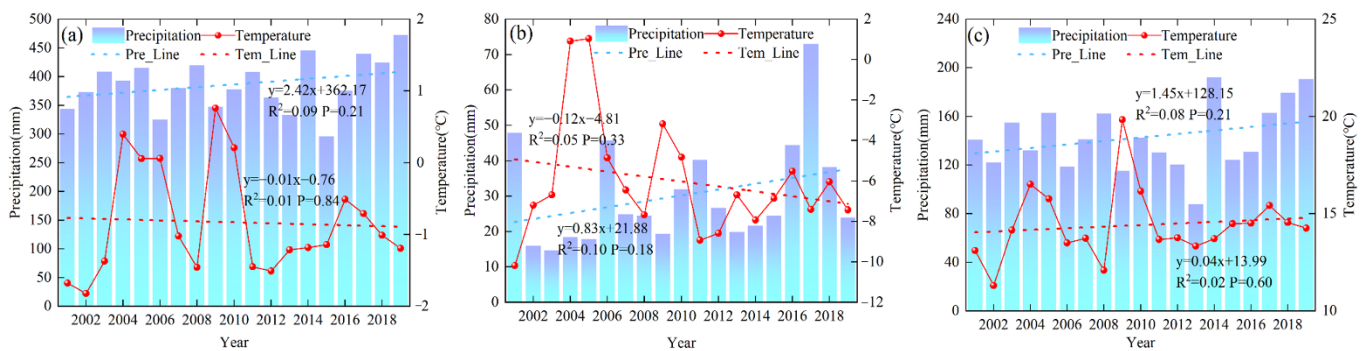 (a)
Precipitation
Temperature
Pre_Line
Tem_Line
y=2.42x+362.17
R²=0.09 P=0.21
y=−0.01x−0.76
R²=0.01 P=0.84
Precipitation(mm)
500
450
400
350
300
250
200
150
100
50
0
Temperature(°C)
2
1
0
−1
−2
2002 2004 2006 2008 2010 2012 2014 2016 2018
Year
(b)
Precipitation
Temperature
Pre_Line
Tem_Line
y=−0.12x−4.81
R²=0.05 P=0.33
y=0.83x+21.88
R²=0.10 P=0.18
Precipitation(mm)
80
70
60
50
40
30
20
10
0
Temperature(°C)
2
0
−2
−4
−6
−8
−10
−12
2002 2004 2006 2008 2010 2012 2014 2016 2018
Year
(c)
Precipitation
Temperature
Pre_Line
Tem_Line
y=1.45x+128.15
R²=0.08 P=0.21
y=0.04x+13.99
R²=0.02 P=0.60
Precipitation(mm)
240
200
160
120
80
40
0
Temperature(°C)
25
20
15
10
2002 2004 2006 2008 2010 2012 2014 2016 2018
Year